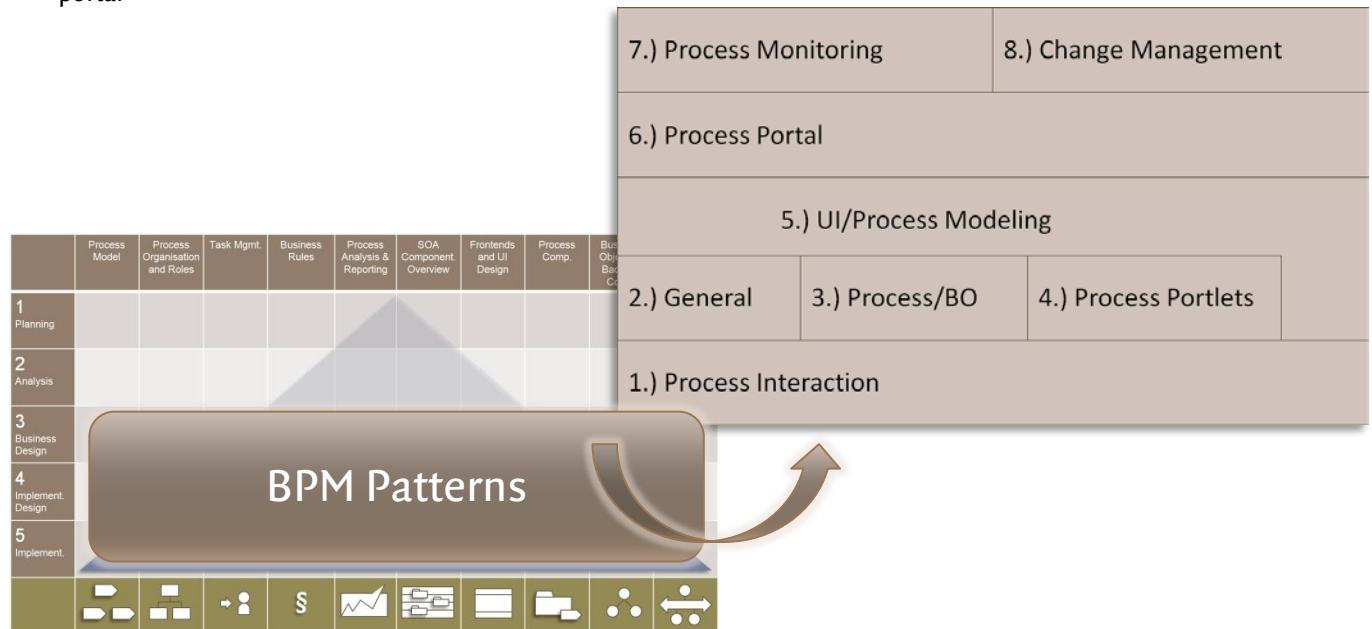 portal
7.) Process Monitoring
8.) Change Management
6.) Process Portal
5.) UI/Process Modeling
2.) General
3.) Process/BO
4.) Process Portlets
1.) Process Interaction
Process
Model
Process
Organisation
and Roles
Task Mgmt.
Business
Rules
Process
Analysis &
Reporting
SOA
Component.
Overview
Frontends
and UI
Design
Process
Comp.
1
Planning
2
Analysis
3
Business
Design
4
Implement.
Design
5
Implement.
BPM Patterns
§